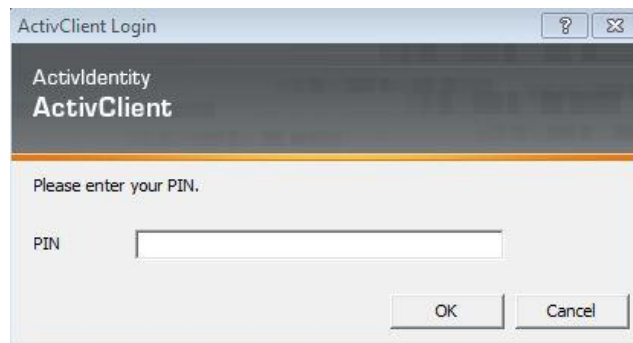 ActivClient Login
ActivIdentity
ActivClient
Please enter your PIN.
PIN
OK
Cancel